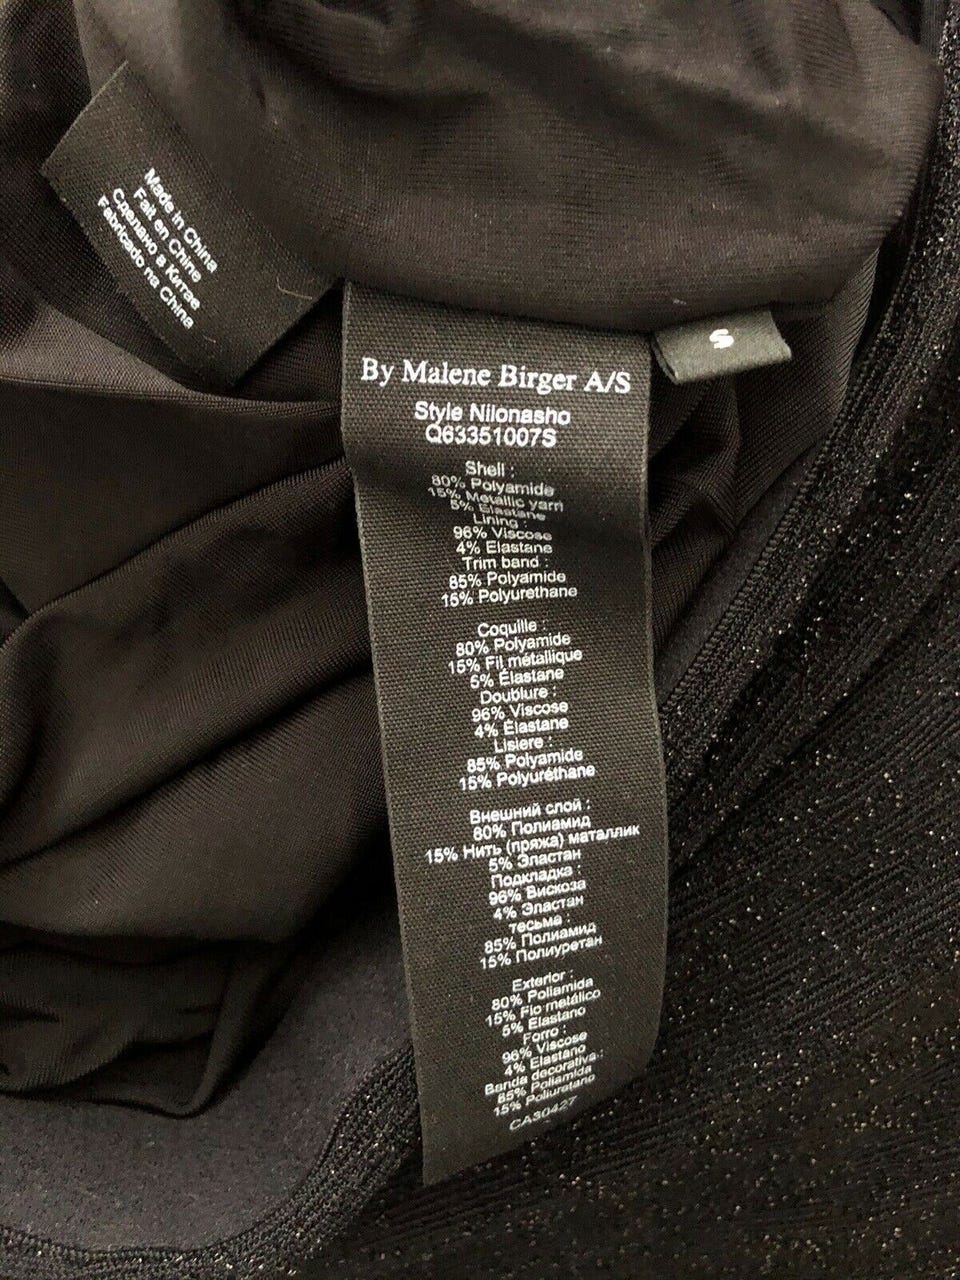 Made in China
Fait en Chine
Сделано в Китае
Fabricado na China
S
By Malene Birger A/S
Style Nilonasho
Q63351007S
Shell :
80% Polyamide
15% Metallic yarn
5% Elastane
Lining :
96% Viscose
4% Elastane
Trim band :
85% Polyamide
15% Polyurethane
Coquille :
80% Polyamide
15% Fil métallique
5% Élastane
Doublure :
96% Viscose
4% Élastane
Lisiere :
85% Polyamide
15% Polyuréthane
Внешний слой :
80% Полиамид
15% Нить (пряжа) маталлик
5% Эластан
Подкладка :
96% Вискоза
4% Эластан
тесьма :
85% Полиамид
15% Полиуретан
Exterior :
80% Poliamida
15% Fio metálico
5% Elastano
Forro :
96% Viscose
4% Elastano
Banda decorativa :
85% Poliamida
15% Poliuretano
CA30427